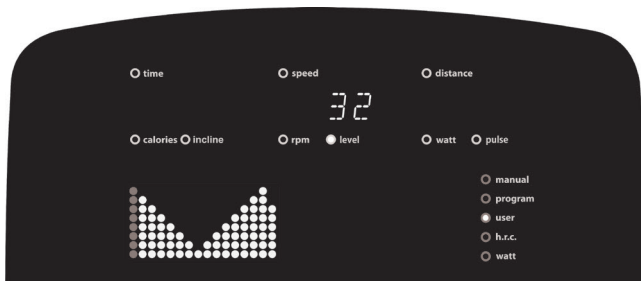 time speed distance
32
calories incline rpm level watt pulse
manual
program
user
h.r.c.
watt